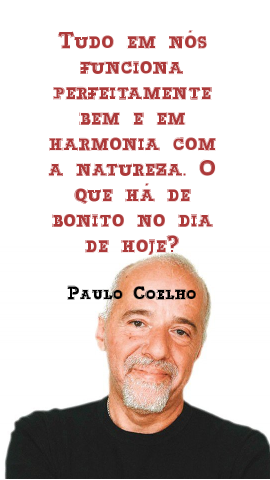 Tudo em nós
funciona
perfeitamente
bem e em
harmonia com
a natureza. O
que há de
bonito no dia
de hoje?
Paulo Coelho